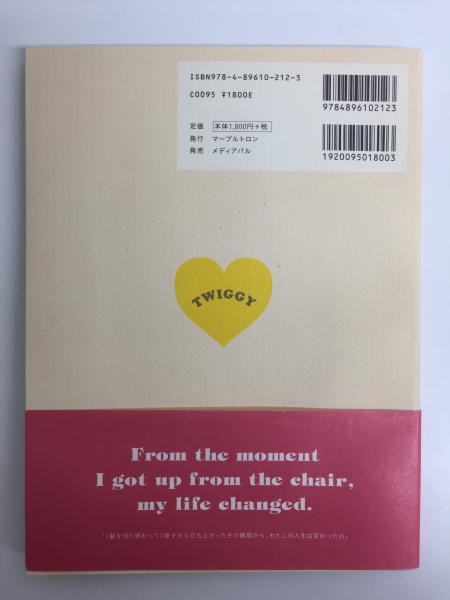 ISBN978-4-89610-212-3
C0095 ¥1800E
定価 本体1,800円+税
発行 マーブルトロン
発売 メディアパル
9784896102123
1920095018003
TWIGGY
From the moment
I got up from the chair,
my life changed.
「(髪を切り終わって)椅子から立ち上がったその瞬間から、わたしの人生は変わったの。